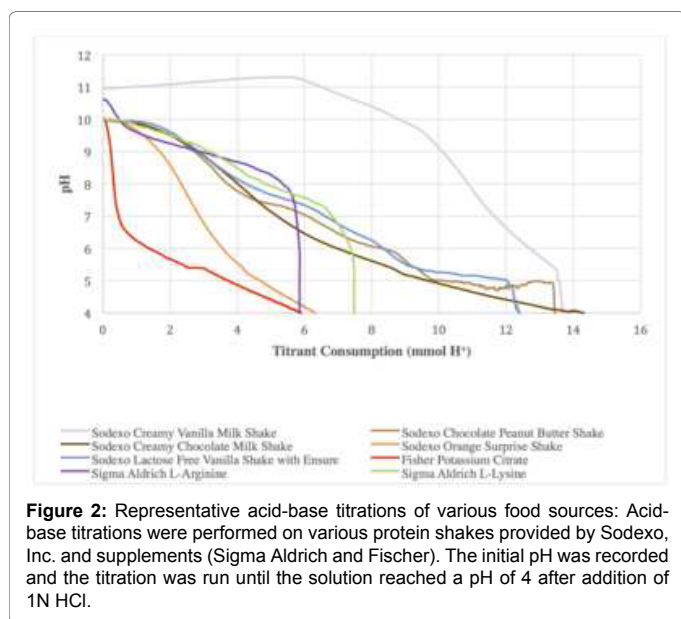 12
11
10
9
8
7
6
5
4
pH
0 2 4 6 8 10 12 14 16
Titrant Consumption (mmol H⁺)
Sodexo Creamy Vanilla Milk Shake
Sodexo Chocolate Peanut Butter Shake
Sodexo Creamy Chocolate Milk Shake
Sodexo Orange Surprise Shake
Sodexo Lactose Free Vanilla Shake with Ensure
Fisher Potassium Citrate
Sigma Aldrich L-Arginine
Sigma Aldrich L-Lysine
Figure 2: Representative acid-base titrations of various food sources: Acid-
base titrations were performed on various protein shakes provided by Sodexo,
Inc. and supplements (Sigma Aldrich and Fischer). The initial pH was recorded
and the titration was run until the solution reached a pH of 4 after addition of
1N HCl.